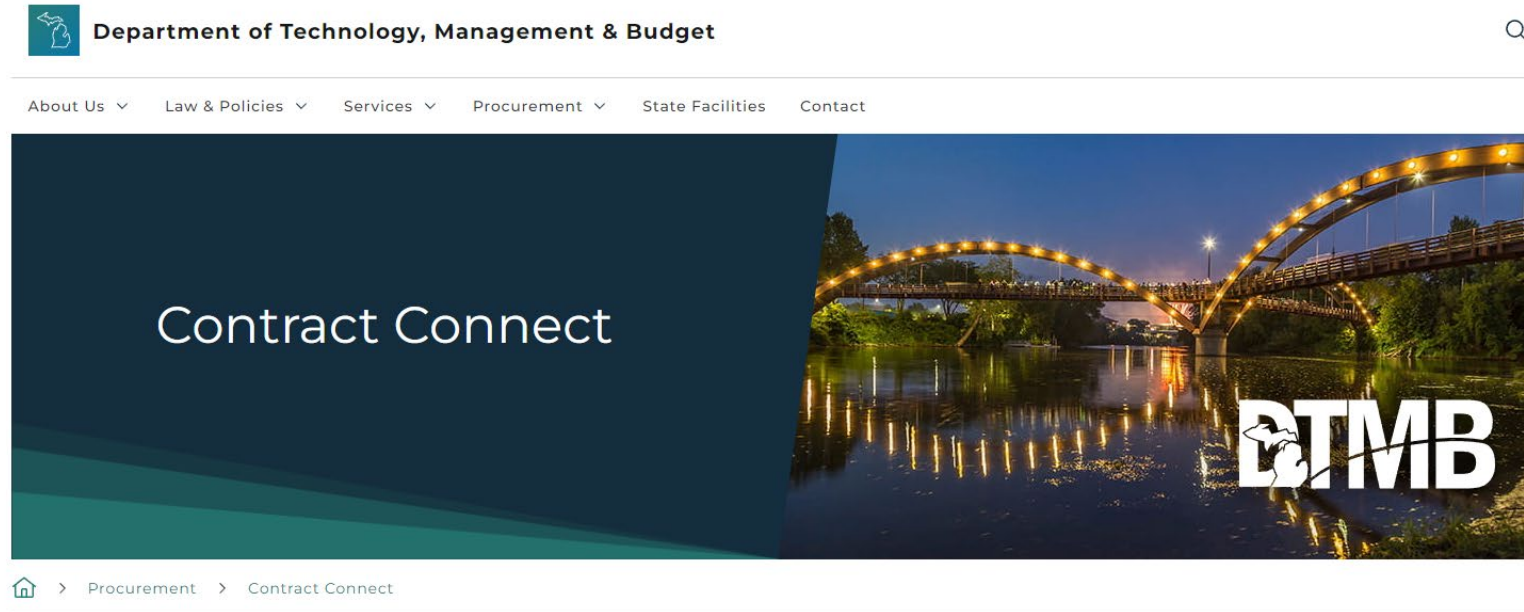 Department of Technology, Management & Budget
About Us Law & Policies Services Procurement State Facilities Contact
Contract Connect
DTMB
> Procurement > Contract Connect